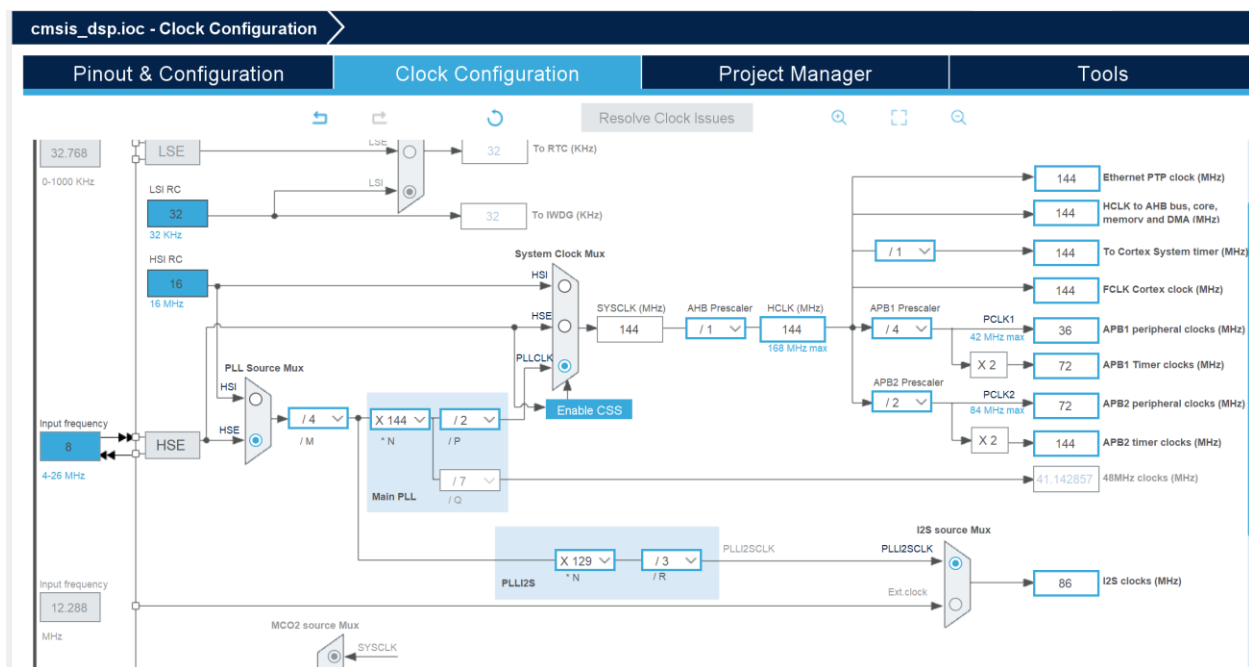 cmsis_dsp.ioc - Clock Configuration
Pinout & Configuration
Clock Configuration
Project Manager
Tools
Resolve Clock Issues
32.768
0-1000 KHz
LSE
LSE
LSI
32
To RTC (KHz)
LSI RC
32
32 KHz
32
To IWDG (KHz)
HSI RC
16
16 MHz
System Clock Mux
HSI
HSE
PLLCLK
SYSCLK (MHz)
144
AHB Prescaler
/ 1
HCLK (MHz)
144
168 MHz max
Enable CSS
144
Ethernet PTP clock (MHz)
144
HCLK to AHB bus, core,
memory and DMA (MHz)
/ 1
144
To Cortex System timer (MHz)
144
FCLK Cortex clock (MHz)
APB1 Prescaler
/ 4
PCLK1
42 MHz max
36
APB1 peripheral clocks (MHz)
X 2
72
APB1 Timer clocks (MHz)
APB2 Prescaler
/ 2
PCLK2
84 MHz max
72
APB2 peripheral clocks (MHz)
X 2
144
APB2 timer clocks (MHz)
41.142857
48MHz clocks (MHz)
PLL Source Mux
HSI
HSE
Input frequency
8
4-26 MHz
HSE
/ 4
/ M
X 144
* N
/ 2
/ P
/ 7
/ Q
Main PLL
PLLI2S
X 129
* N
/ 3
/ R
PLLI2SCLK
I2S source Mux
PLLI2SCLK
Ext.clock
86
I2S clocks (MHz)
Input frequency
12.288
MHz
MCO2 source Mux
SYSCLK